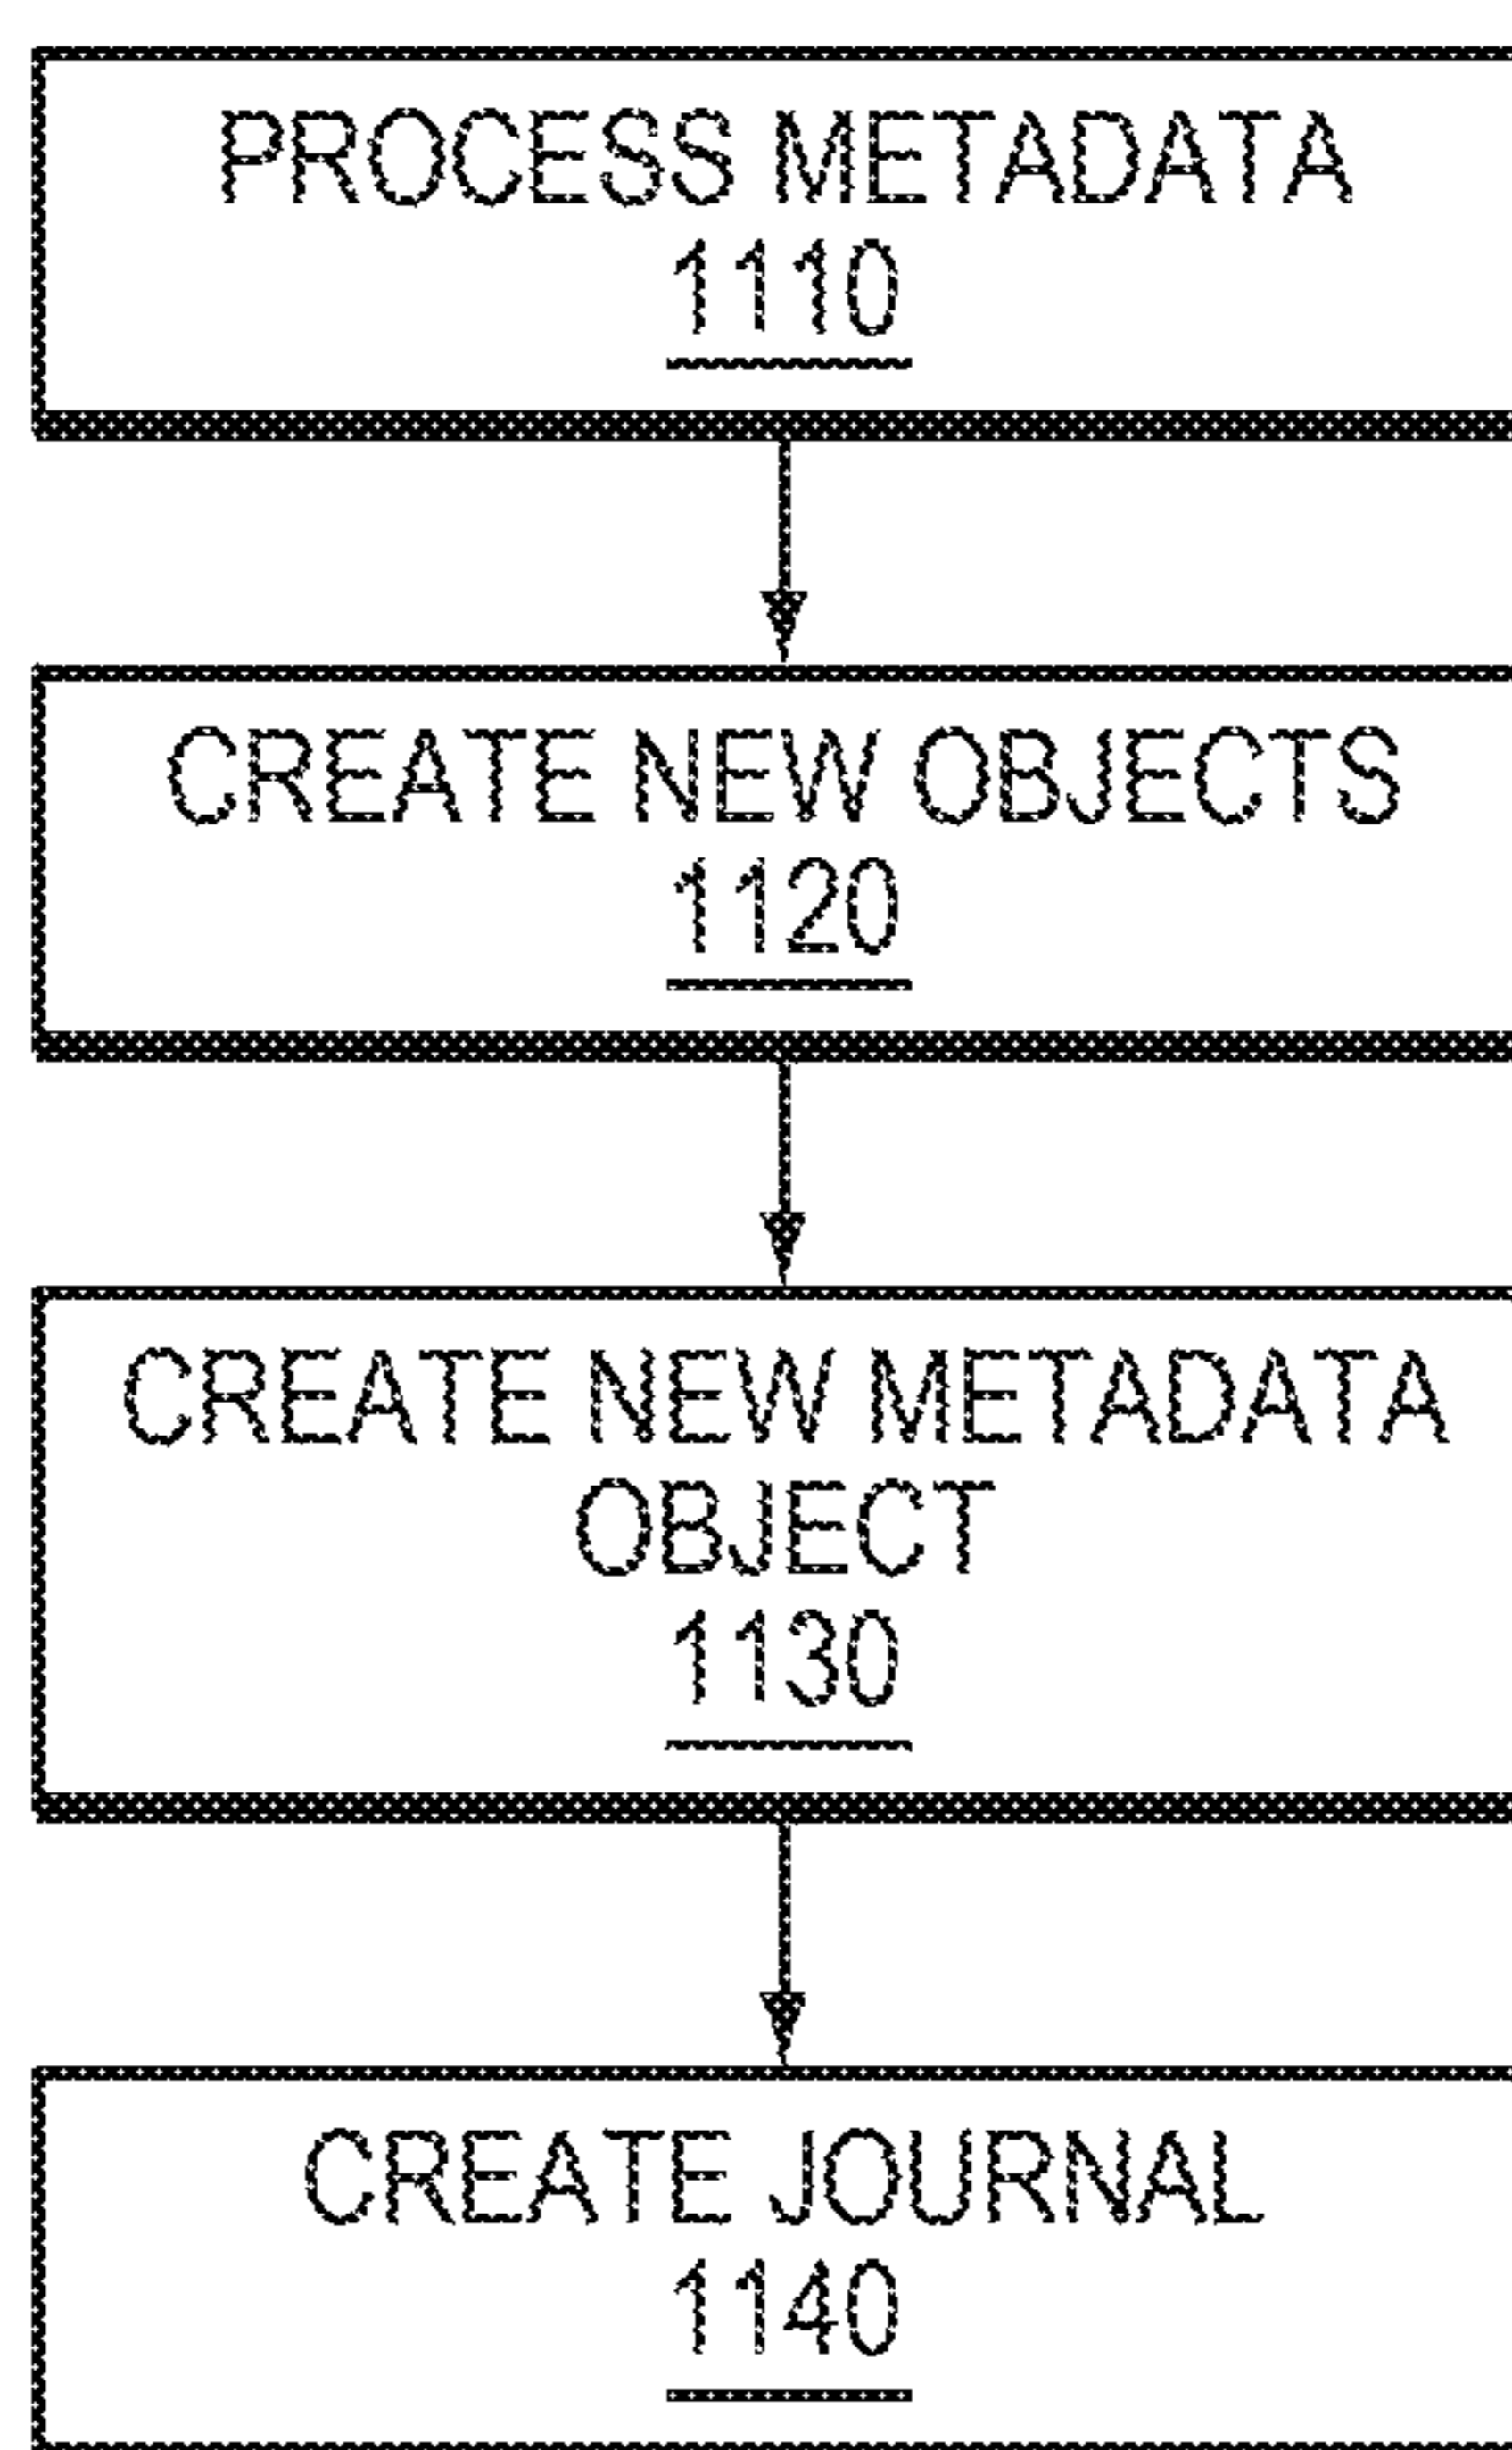 PROCESS METADATA
1110
CREATE NEW OBJECTS
1120
CREATE NEW METADATA
OBJECT
1130
CREATE JOURNAL
1140